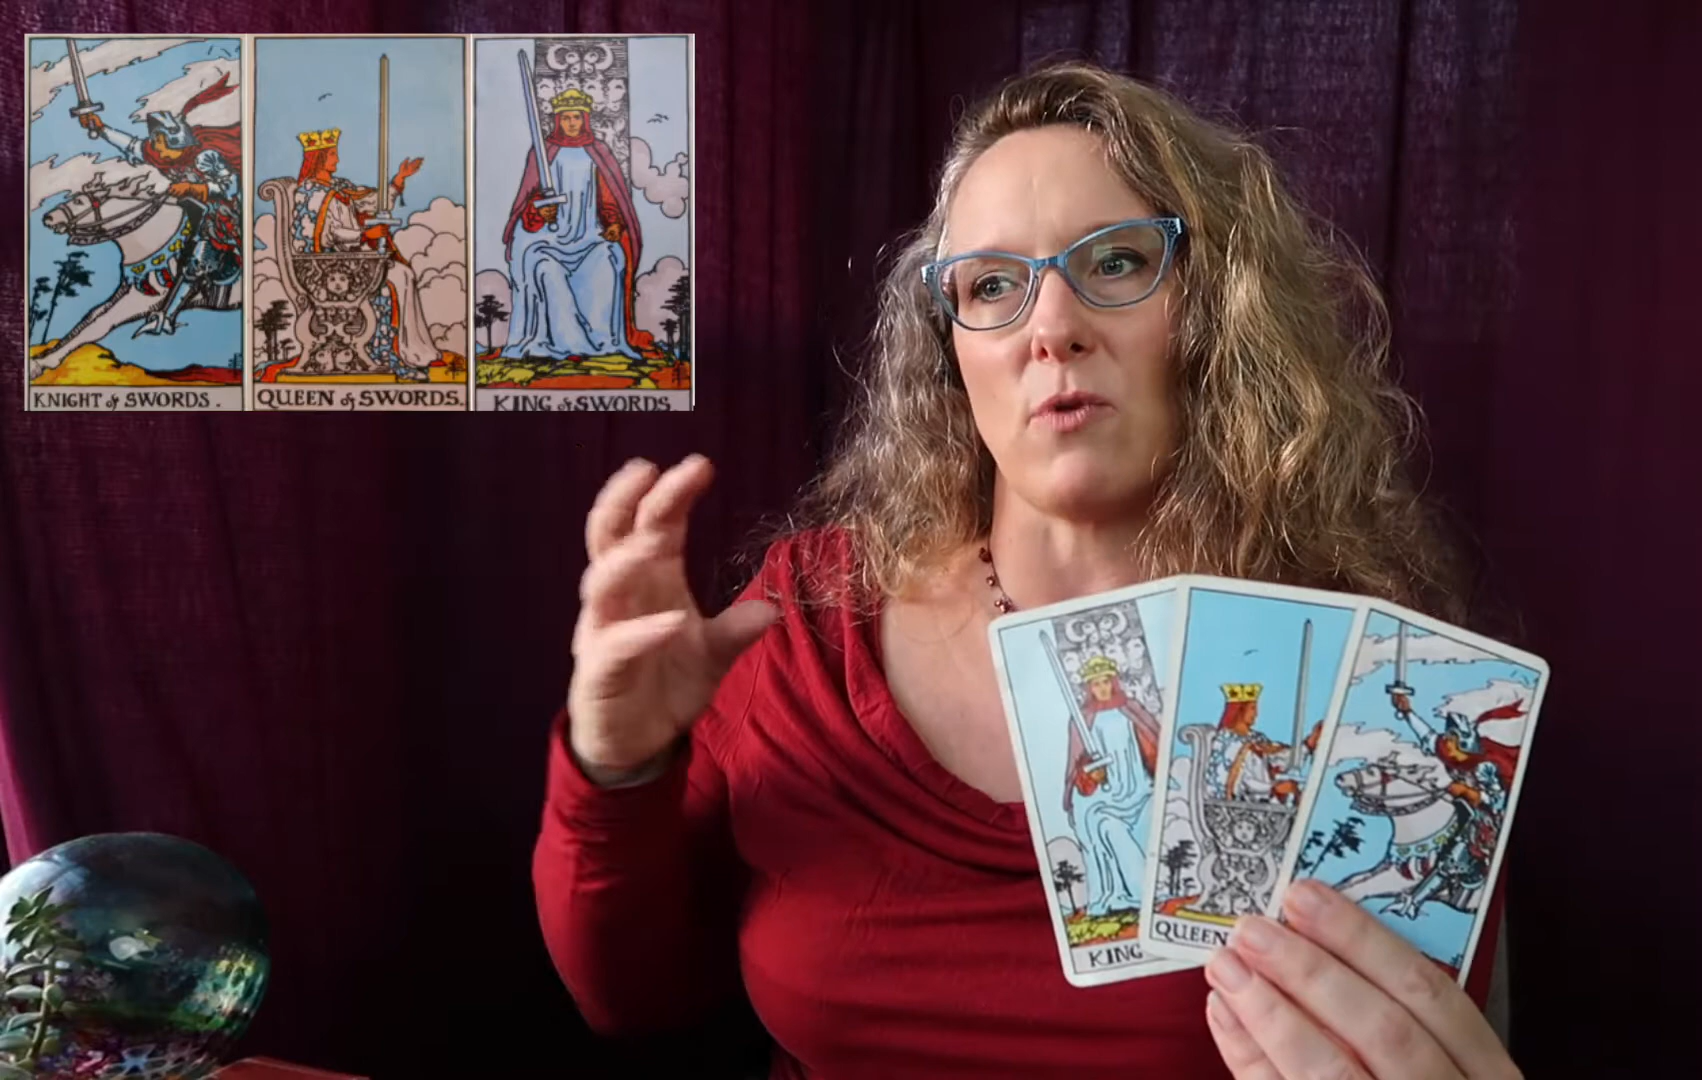 KNIGHT of SWORDS.
QUEEN of SWORDS.
KING of SWORDS
KING
QUEEN